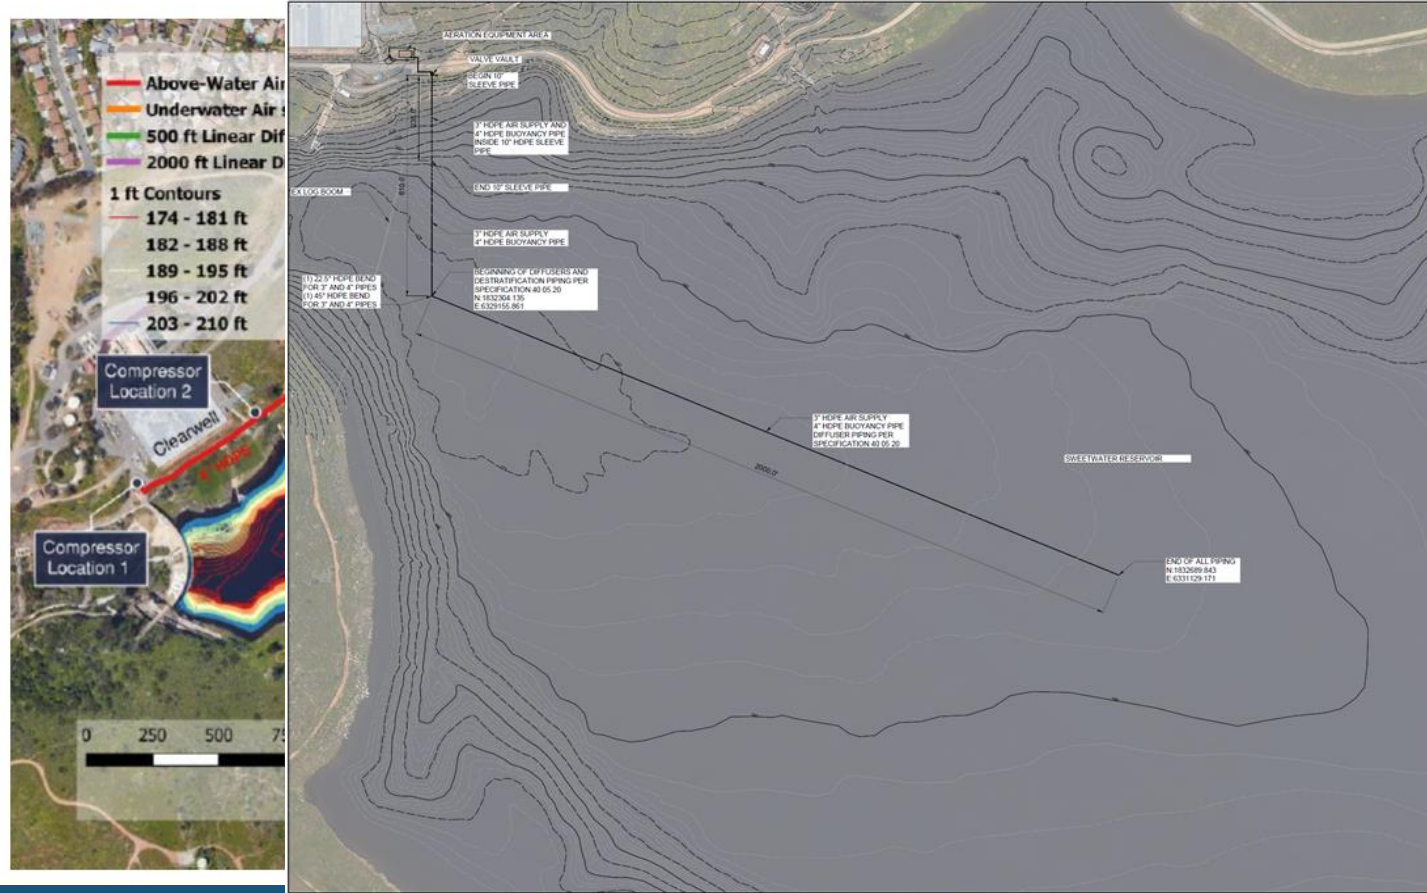 Above-Water Air
Underwater Air s
500 ft Linear Dif
2000 ft Linear D
1 ft Contours
174 - 181 ft
182 - 188 ft
189 - 195 ft
196 - 202 ft
203 - 210 ft
Compressor
Location 2
Clearwell
HDPE
Compressor
Location 1
0 250 500 75
AERATION EQUIPMENT AREA
VALVE VAULT
BEGIN 10"
SLEEVE PIPE
3" HDPE AIR SUPPLY AND
4" HDPE BUOYANCY PIPE
INSIDE 10" HDPE SLEEVE
PIPE
EX LOG BOOM
END 10" SLEEVE PIPE
3" HDPE AIR SUPPLY
4" HDPE BUOYANCY PIPE
(1) 22.5° HDPE BEND
FOR 3" AND 4" PIPES
(1) 45° HDPE BEND
FOR 3" AND 4" PIPES
BEGINNING OF DIFFUSERS AND
DESTRATIFICATION PIPING PER
SPECIFICATION 40 05 20
N:1832304.135
E:6329155.861
3" HDPE AIR SUPPLY
4" HDPE BUOYANCY PIPE
DIFFUSER PIPING PER
SPECIFICATION 40 05 20
2000.0'
SWEETWATER RESERVOIR
END OF ALL PIPING
N:1832689.843
E:6331129.171